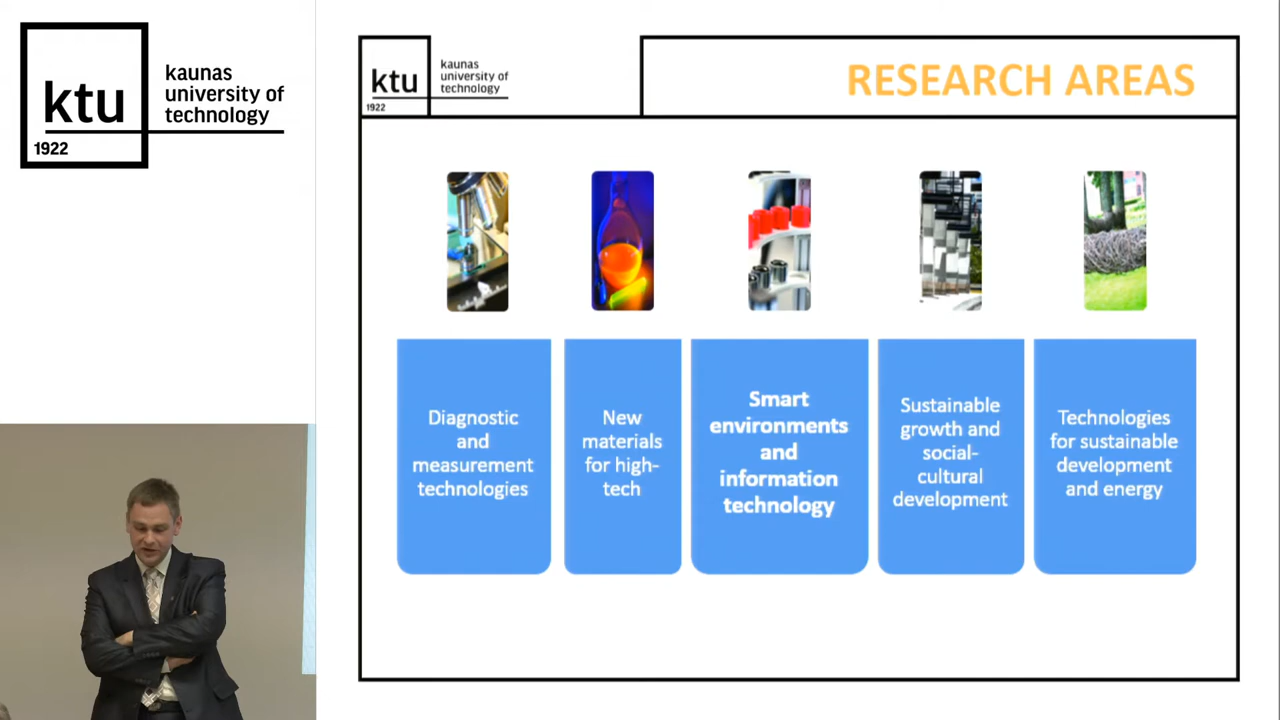 ktu
1922
kaunas
university of
technology
ktu
1922
kaunas
university of
technology
RESEARCH AREAS
Diagnostic
and
measurement
technologies
New
materials
for high-
tech
Smart
environments
and
information
technology
Sustainable
growth and
social-
cultural
development
Technologies
for sustainable
development
and energy